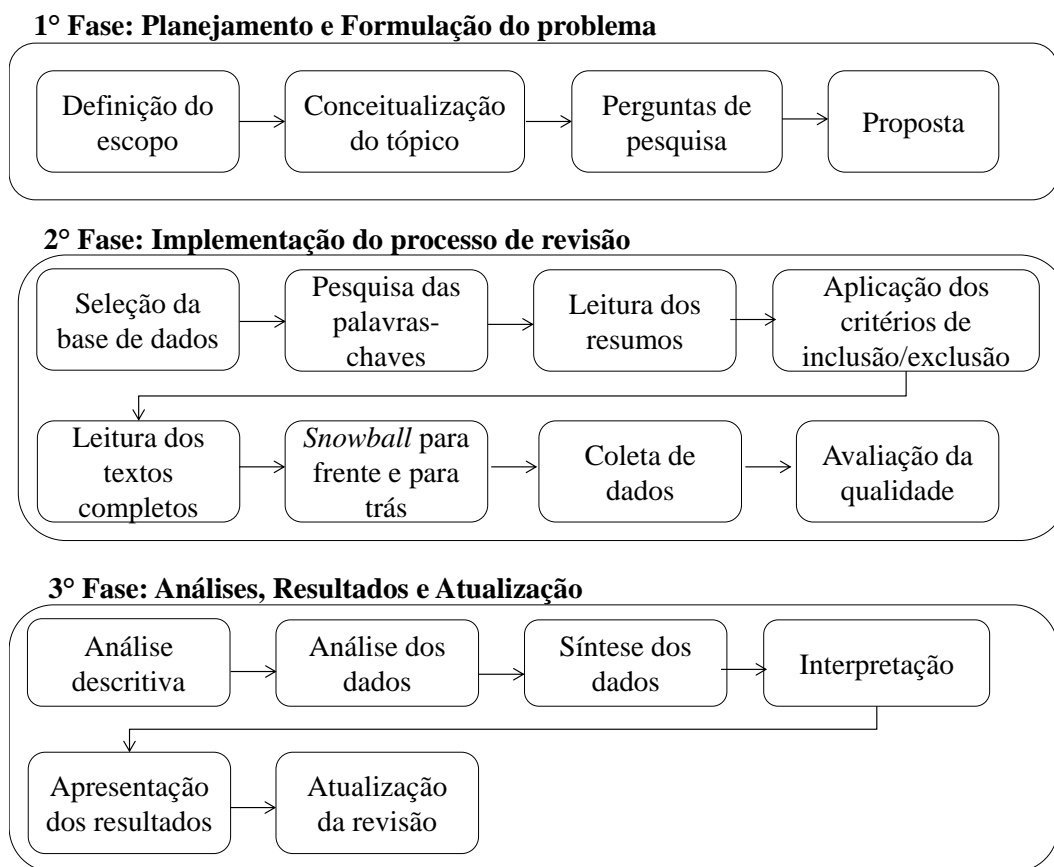 1° Fase: Planejamento e Formulação do problema
Definição do
escopo
Conceitualização
do tópico
Perguntas de
pesquisa
Proposta
2° Fase: Implementação do processo de revisão
Seleção da
base de dados
Pesquisa das
palavras-
chaves
Leitura dos
resumos
Aplicação dos
critérios de
inclusão/exclusão
Leitura dos
textos
completos
Snowball para
frente e para
trás
Coleta de
dados
Avaliação da
qualidade
3° Fase: Análises, Resultados e Atualização
Análise
descritiva
Análise dos
dados
Síntese dos
dados
Interpretação
Apresentação
dos resultados
Atualização
da revisão